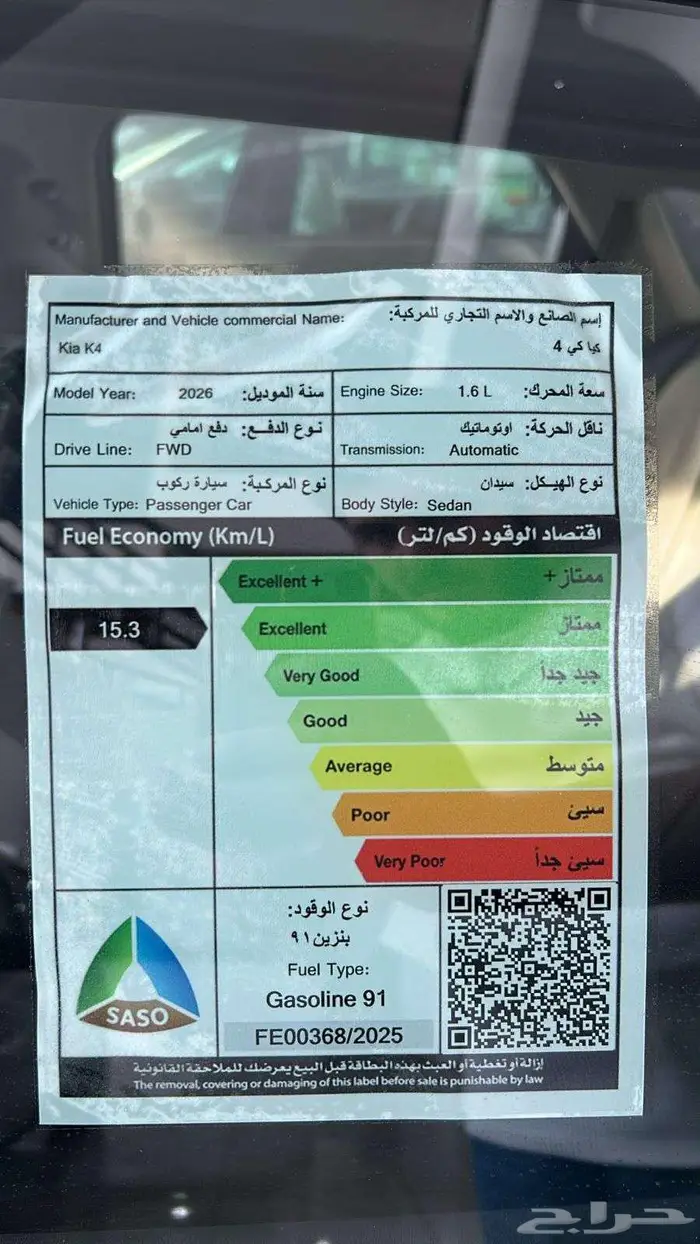 Manufacturer and Vehicle commercial Name: إسم الصانع والاسم التجاري للمركبة:
Kia K4 كيا كي 4
Model Year: 2026 سنة الموديل:
Engine Size: 1.6 L سعة المحرك:
نوع الدفـع: دفع امامي
Drive Line: FWD
ناقل الحركة: اوتوماتيك
Transmission: Automatic
نوع المركبة: سيارة ركوب
Vehicle Type: Passenger Car
نوع الهيكل: سيدان
Body Style: Sedan
Fuel Economy (Km/L) اقتصاد الوقود (كم/لتر)
Excellent + ممتاز+
15.3
Excellent ممتاز
Very Good جيد جداً
Good جيد
Average متوسط
Poor سيئ
Very Poor سيئ جداً
نوع الوقود:
بنزين ٩١
Fuel Type:
Gasoline 91
FE00368/2025
SASO
إزالة أو تغطية أو العبث بهذه البطاقة قبل البيع يعرضك للملاحقة القانونية
The removal, covering or damaging of this label before sale is punishable by law
حراج